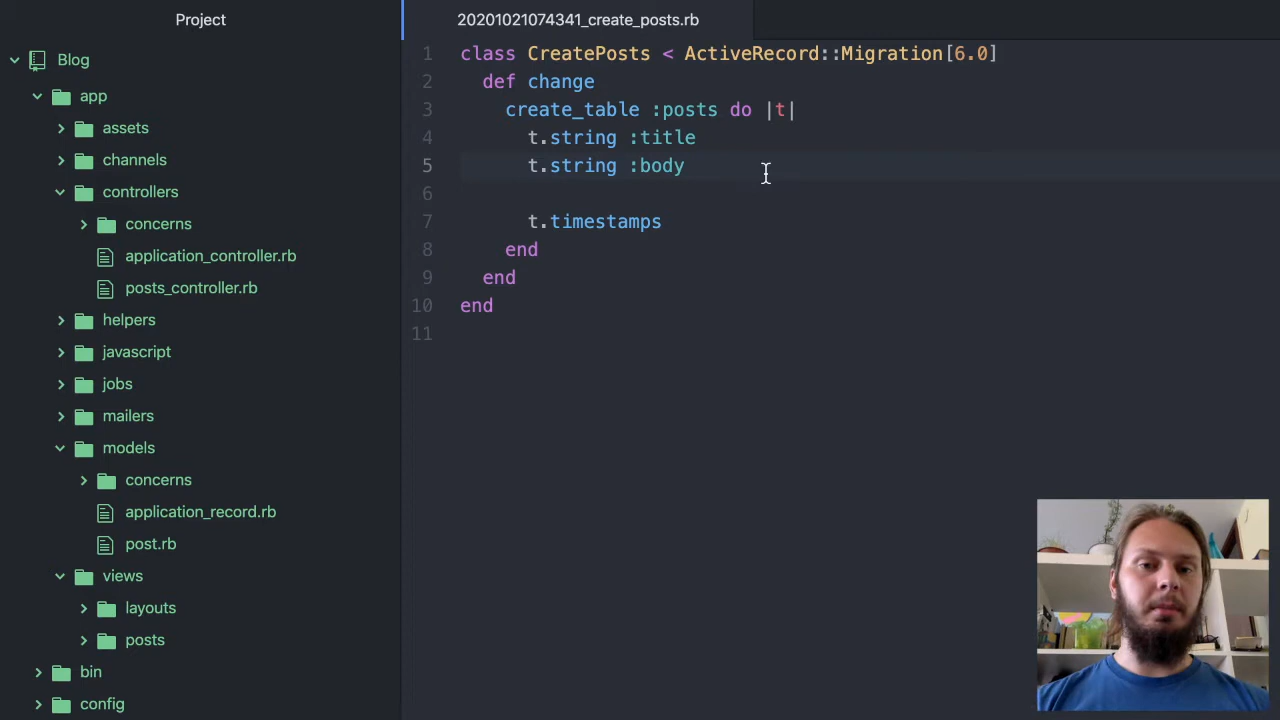 Project
Blog
app
assets
channels
controllers
concerns
application_controller.rb
posts_controller.rb
helpers
javascript
jobs
mailers
models
concerns
application_record.rb
post.rb
views
layouts
posts
bin
config
20201021074341_create_posts.rb
1 class CreatePosts < ActiveRecord::Migration[6.0]
2 def change
3 create_table :posts do |t|
4 t.string :title
5 t.string :body
6
7 t.timestamps
8 end
9 end
10 end
11